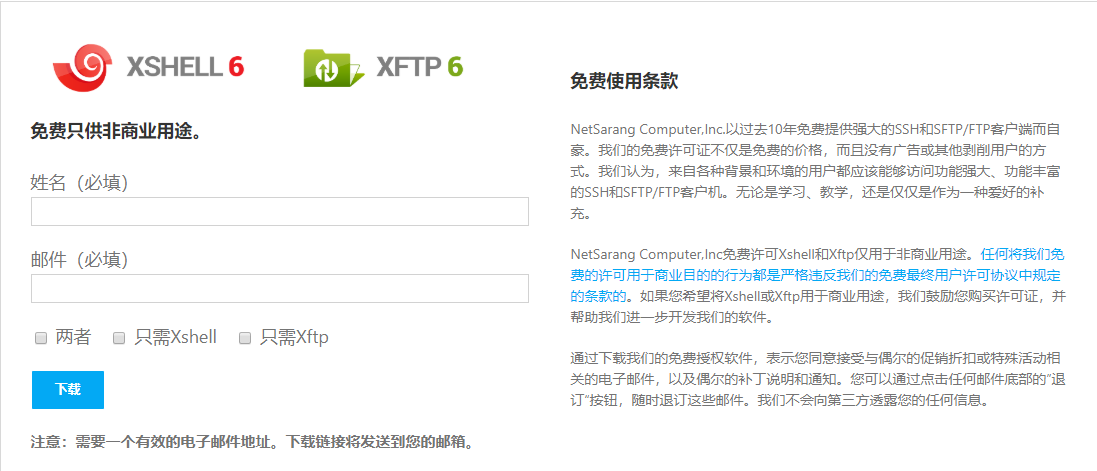 XSHELL 6
XFTP 6
免费只供非商业用途。
姓名（必填）
邮件（必填）
两者 只需Xshell 只需Xftp
下载
注意：需要一个有效的电子邮件地址。下载链接将发送到您的邮箱。
免费使用条款
NetSarang Computer,Inc.以过去10年免费提供强大的SSH和SFTP/FTP客户端而自
豪。我们的免费许可证不仅是免费的价格，而且没有广告或其他剥削用户的方
式。我们认为，来自各种背景和环境的用户都应该能够访问功能强大、功能丰富
的SSH和SFTP/FTP客户机。无论是学习、教学，还是仅仅是作为一种爱好的补
充。
NetSarang Computer,Inc免费许可Xshell和Xftp仅用于非商业用途。任何将我们免
费的许可用于商业目的的行为都是严格违反我们的免费最终用户许可协议中规定
的条款的。如果您希望将Xshell或Xftp用于商业用途，我们鼓励您购买许可证，并
帮助我们进一步开发我们的软件。
通过下载我们的免费授权软件，表示您同意接受与偶尔的促销折扣或特殊活动相
关的电子邮件，以及偶尔的补丁说明和通知。您可以通过点击任何邮件底部的“退
订”按钮，随时退订这些邮件。我们不会向第三方透露您的任何信息。